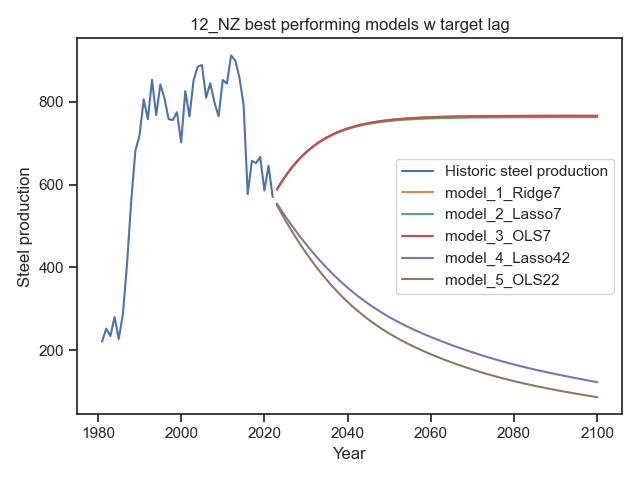 12_NZ best performing models w target lag
Steel production
800
600
400
200
Historic steel production
model_1_Ridge7
model_2_Lasso7
model_3_OLS7
model_4_Lasso42
model_5_OLS22
1980
2000
2020
2040
2060
2080
2100
Year